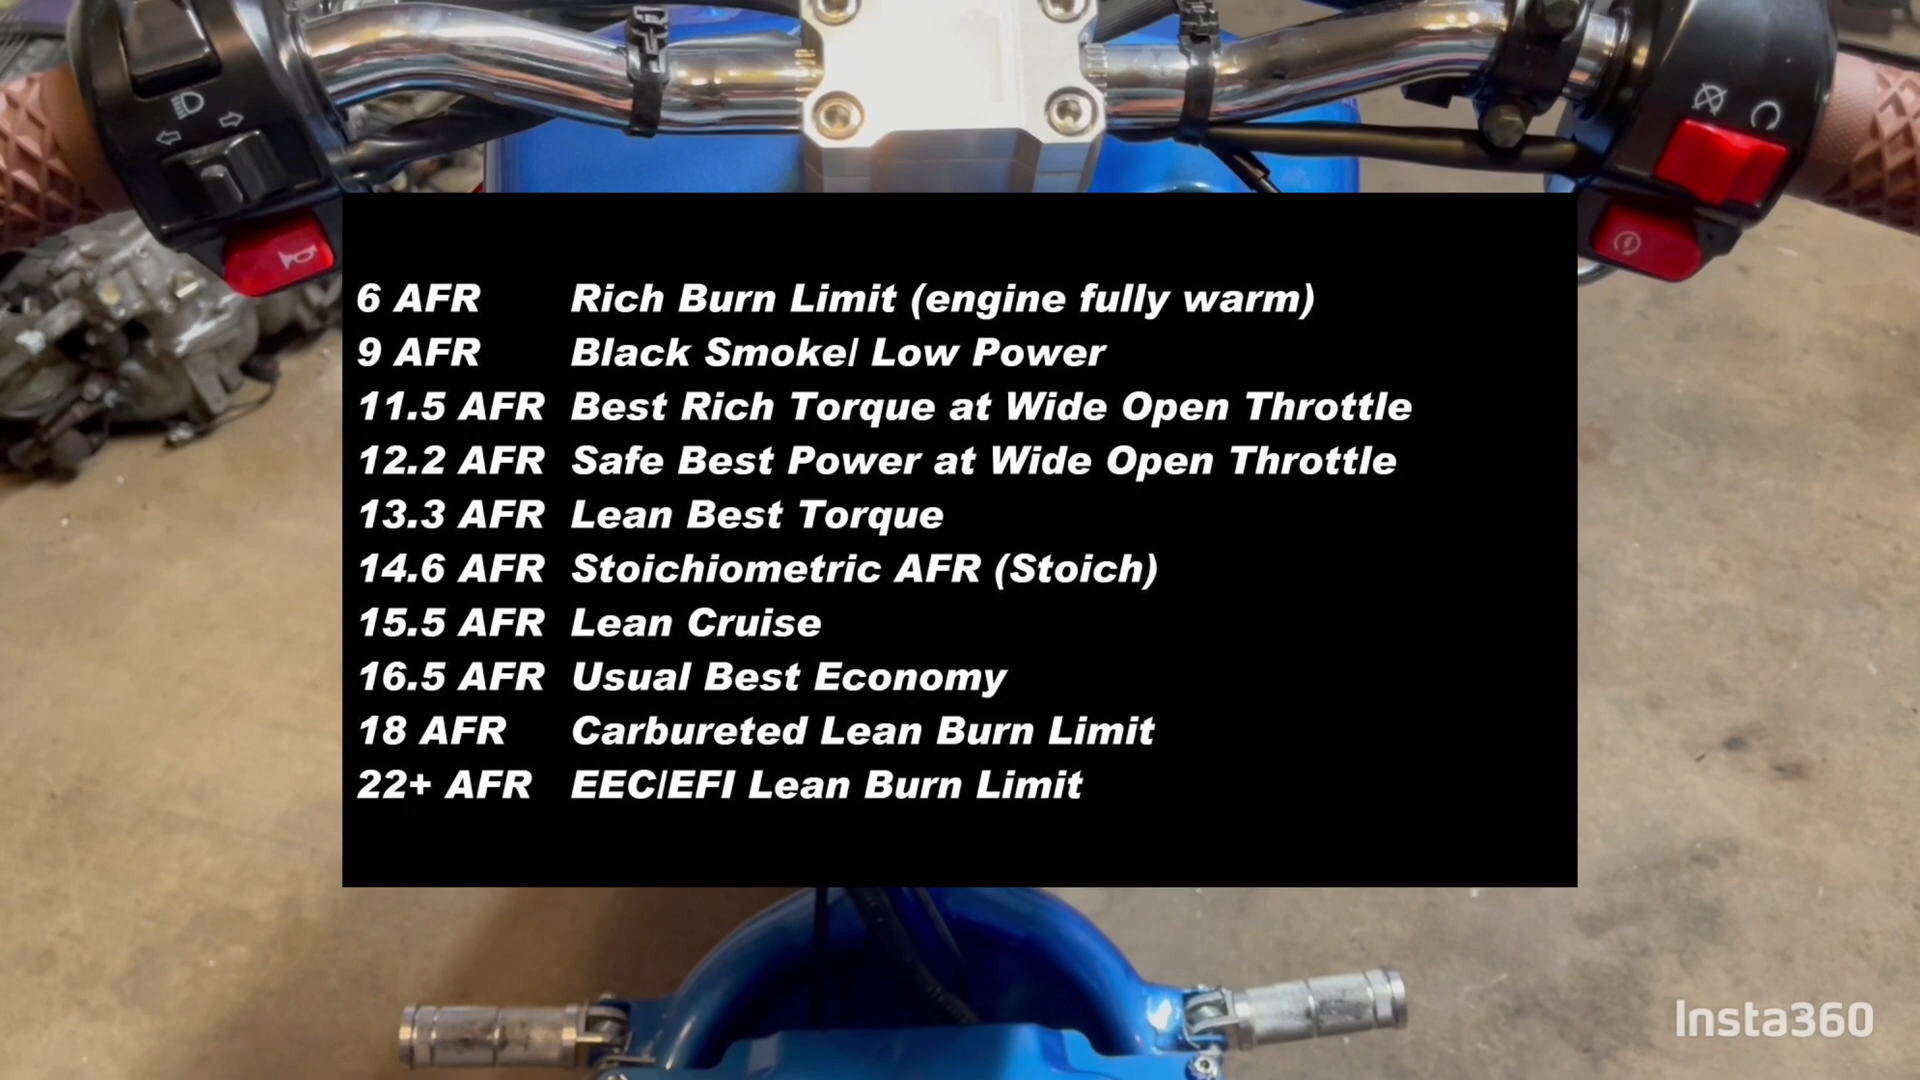 6 AFR Rich Burn Limit (engine fully warm)
9 AFR Black Smoke/ Low Power
11.5 AFR Best Rich Torque at Wide Open Throttle
12.2 AFR Safe Best Power at Wide Open Throttle
13.3 AFR Lean Best Torque
14.6 AFR Stoichiometric AFR (Stoich)
15.5 AFR Lean Cruise
16.5 AFR Usual Best Economy
18 AFR Carbureted Lean Burn Limit
22+ AFR EEC/EFI Lean Burn Limit
Insta360